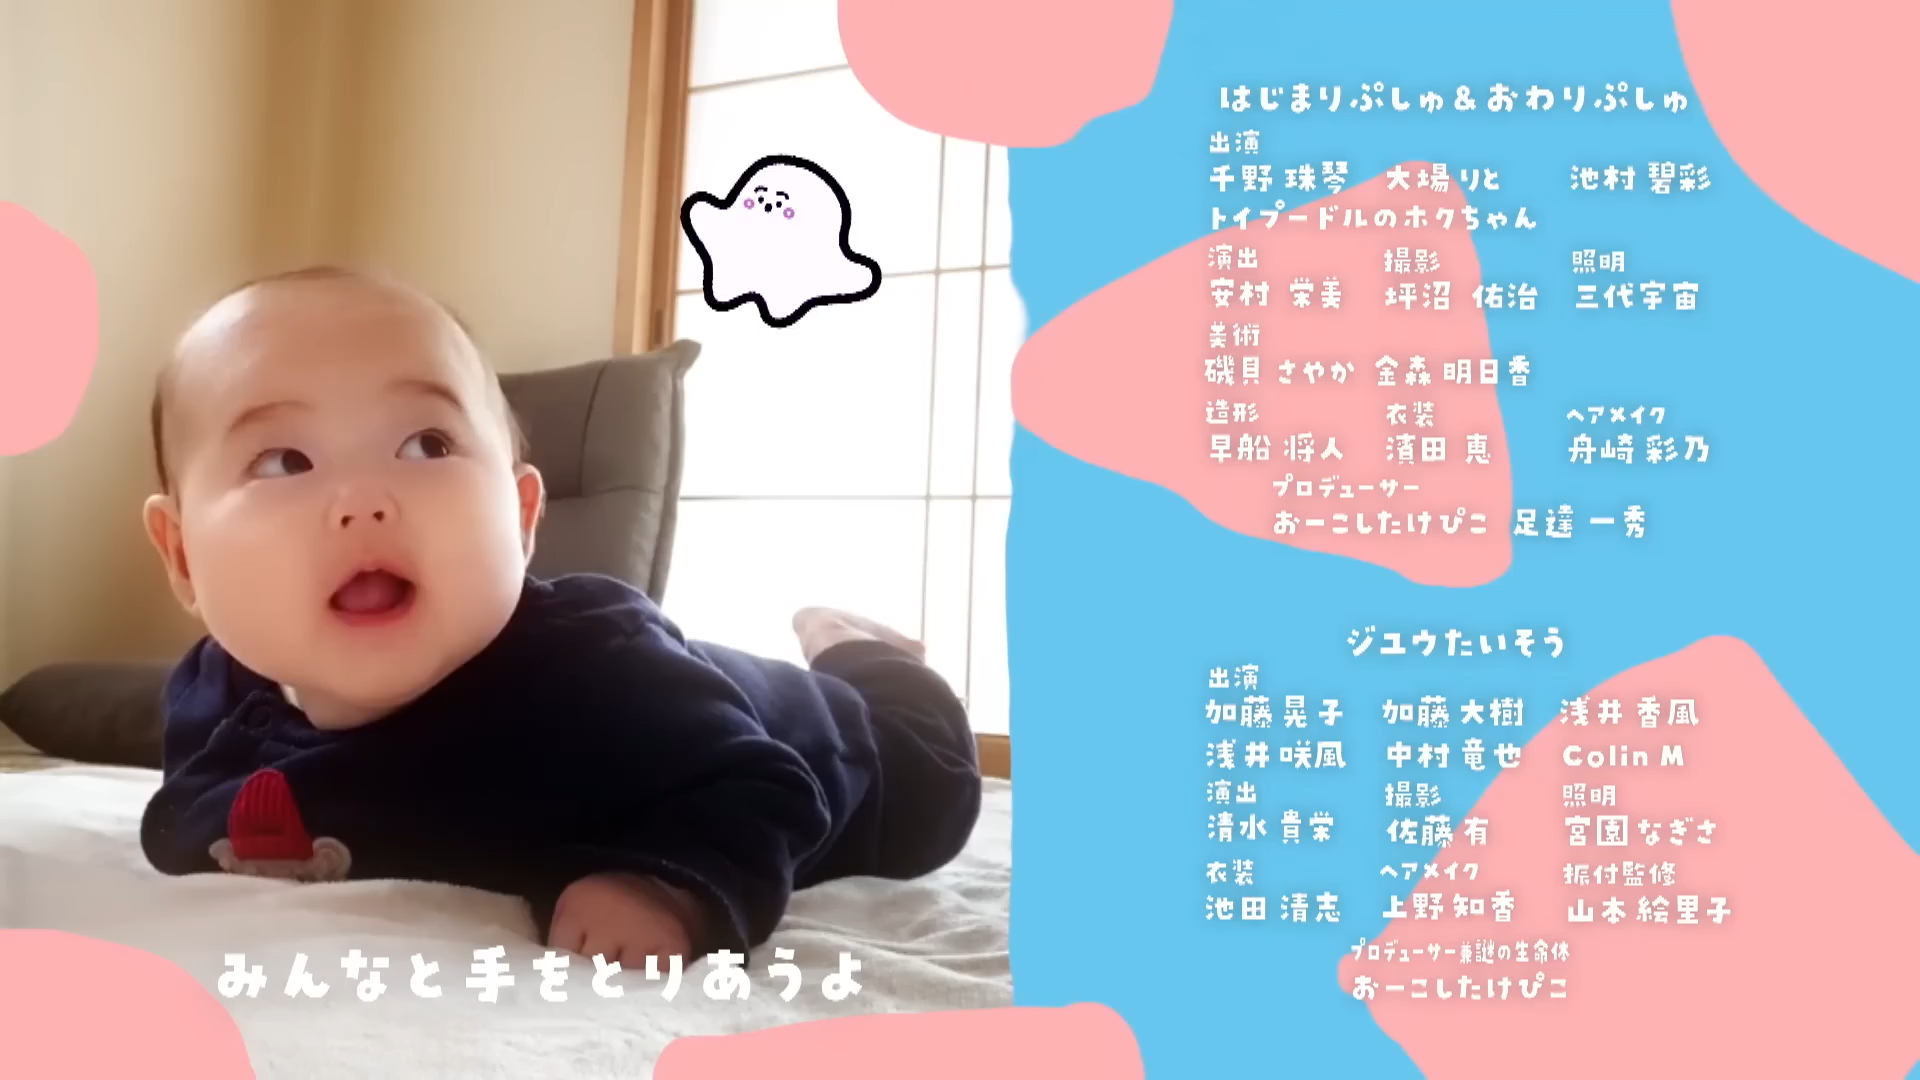 はじまりぷしゅ&おわりぷしゅ
出演
千野 珠琴 大場 りと 池村 碧彩
トイプードルのホクちゃん
演出 撮影 照明
安村 栄美 坪沼 佑治 三代宇宙
美術
磯貝 さやか 金森 明日香
造形 衣装 ヘアメイク
早船 将人 濱田 恵 舟崎 彩乃
プロデューサー
おーこしたけぴこ 足達 一秀
ジユウたいそう
出演
加藤 晃子 加藤 大樹 浅井 香風
浅井 咲風 中村 竜也 Colin M
演出 撮影 照明
清水 貴栄 佐藤 有 宮園 なぎさ
衣装 ヘアメイク 振付監修
池田 清志 上野 知香 山本 絵里子
プロデューサー兼謎の生命体
おーこしたけぴこ
みんなと手をとりあうよ